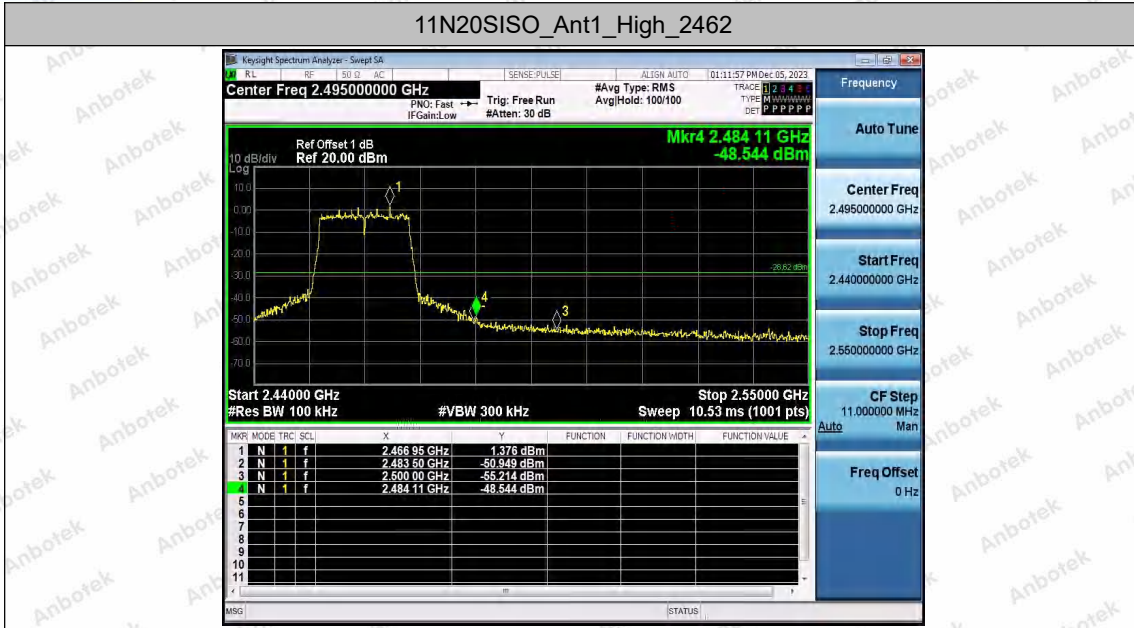 11N20SISO_Ant1_High_2462
Keysight Spectrum Analyzer - Swept SA
RL RF 50 Ω AC SENSE:PULSE ALIGN AUTO 01:11:57 PM Dec 05, 2023
Center Freq 2.495000000 GHz #Avg Type: RMS TRACE 1 2 3 4 5 6
PNO: Fast Trig: Free Run Avg|Hold: 100/100 TYPE M WWWWW
IFGain:Low #Atten: 30 dB DET P P P P P P
Frequency
Mkr4 2.484 11 GHz
-48.544 dBm
Ref Offset 1 dB
10 dB/div Ref 20.00 dBm
Log
10.0
0.00
-10.0
-20.0
-30.0
-40.0
-50.0
-60.0
-70.0
1
4
3
-28.62 dBm
Start 2.44000 GHz Stop 2.55000 GHz
#Res BW 100 kHz #VBW 300 kHz Sweep 10.53 ms (1001 pts)
MKR MODE TRC SCL X Y FUNCTION FUNCTION WIDTH FUNCTION VALUE
1 N 1 f 2.466 95 GHz 1.376 dBm
2 N 1 f 2.483 50 GHz -50.949 dBm
3 N 1 f 2.500 00 GHz -55.214 dBm
4 N 1 f 2.484 11 GHz -48.544 dBm
5
6
7
8
9
10
11
MSG STATUS
Auto Tune
Center Freq
2.495000000 GHz
Start Freq
2.440000000 GHz
Stop Freq
2.550000000 GHz
CF Step
11.000000 MHz
Auto Man
Freq Offset
0 Hz
Anbotek